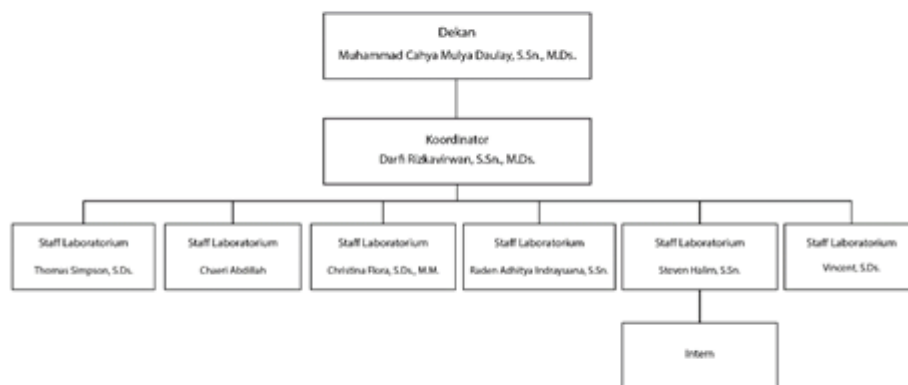 Dekan
Muhammad Cahya Mulya Daulay, S.Sn., M.Ds.
Koordinator
Darfi Rizkavirwan, S.Sn., M.Ds.
Staff Laboratorium
Thomas Simpson, S.Ds.
Staff Laboratorium
Chaeri Abdillah
Staff Laboratorium
Christina Flora, S.Ds., M.M.
Staff Laboratorium
Raden Adhitya Indrayuana, S.Sn.
Staff Laboratorium
Steven Halim, S.Sn.
Staff Laboratorium
Vincent, S.Ds.
Intern